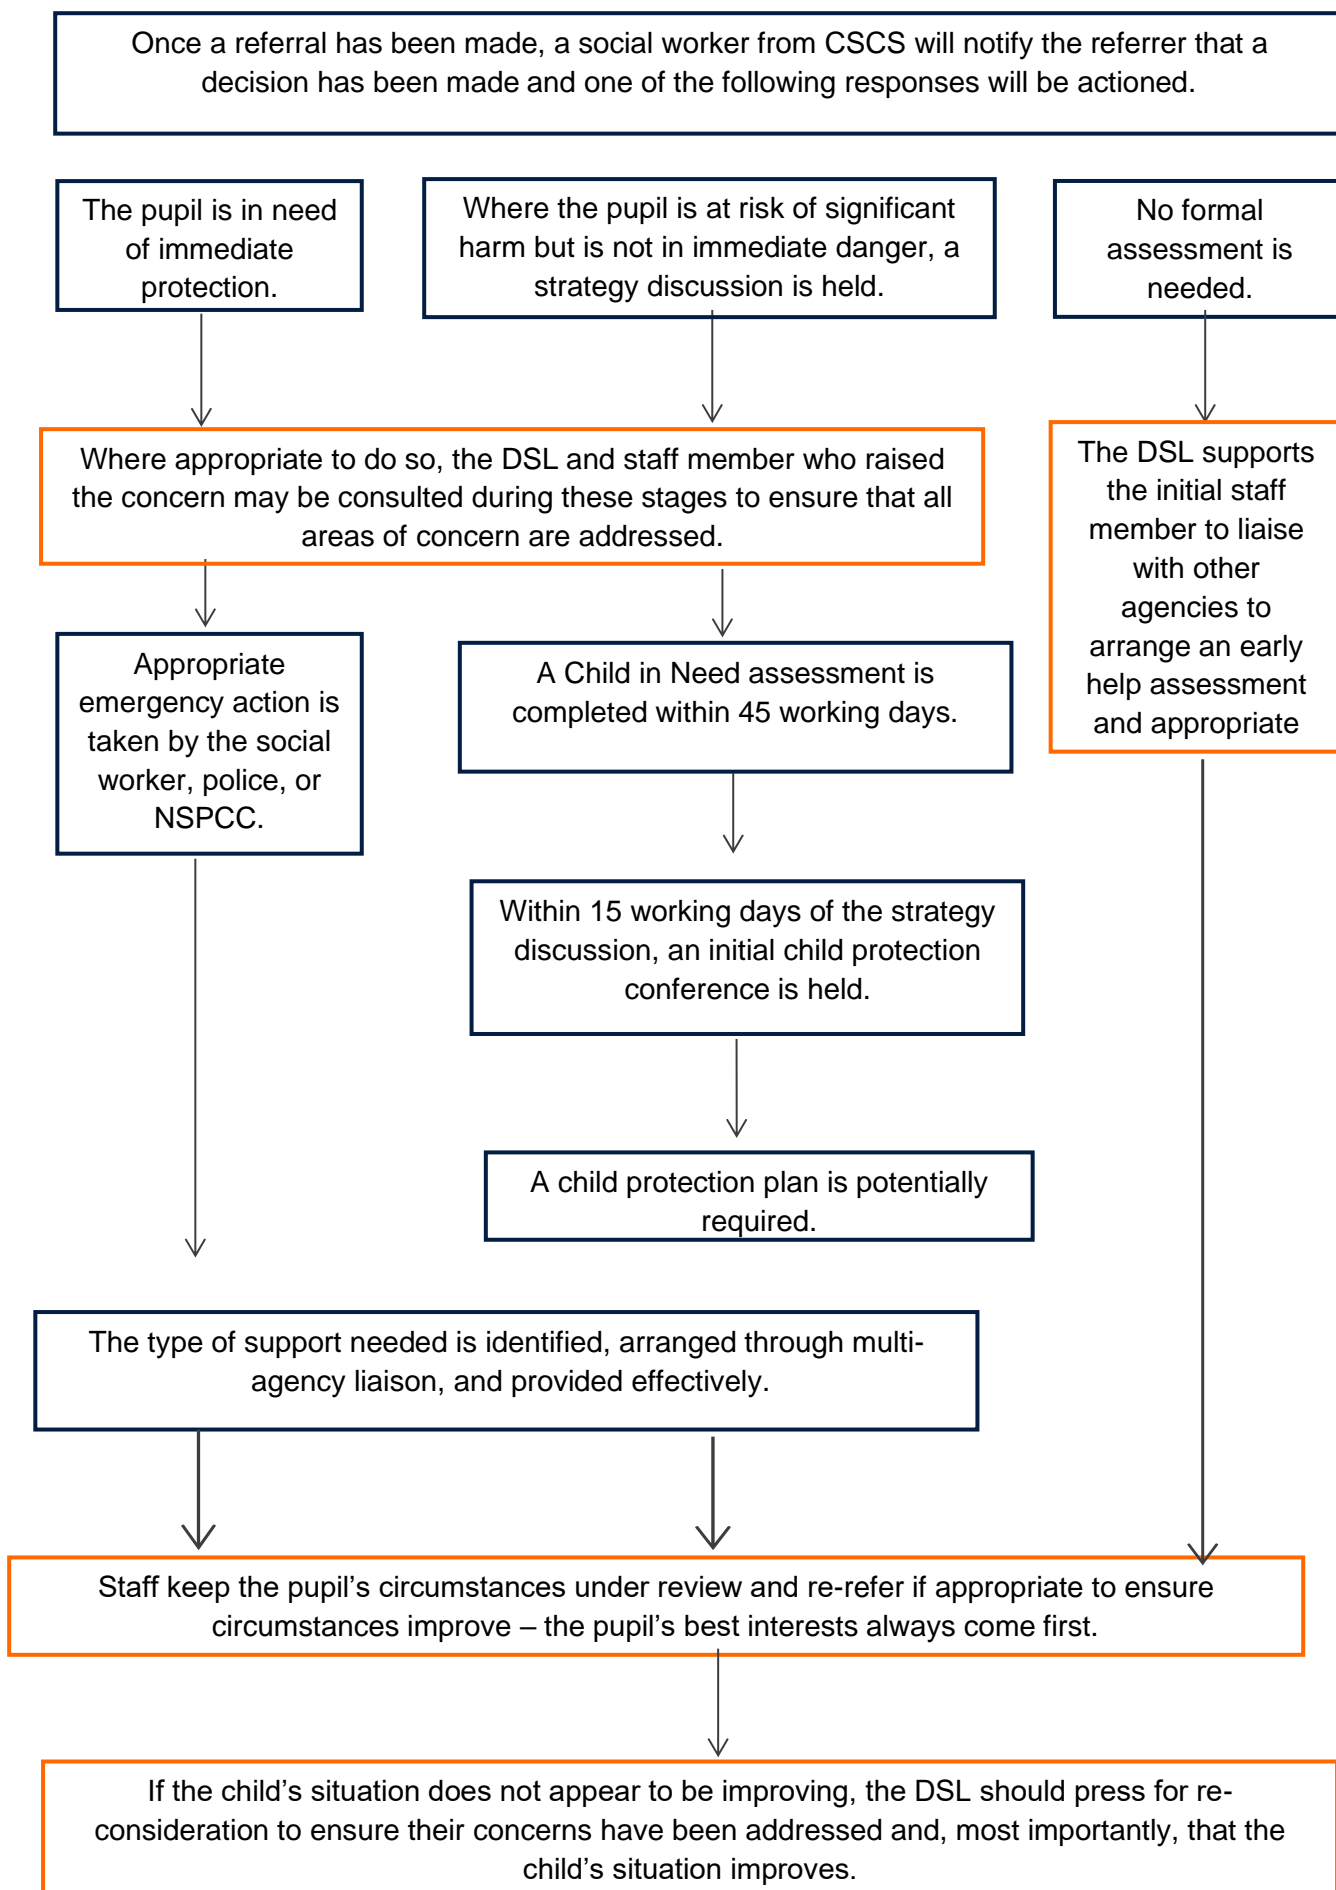 Once a referral has been made, a social worker from CSCS will notify the referrer that a
decision has been made and one of the following responses will be actioned.
The pupil is in need
of immediate
protection.
Where the pupil is at risk of significant
harm but is not in immediate danger, a
strategy discussion is held.
No formal
assessment is
needed.
Where appropriate to do so, the DSL and staff member who raised
the concern may be consulted during these stages to ensure that all
areas of concern are addressed.
The DSL supports
the initial staff
member to liaise
with other
agencies to
arrange an early
help assessment
and appropriate
Appropriate
emergency action is
taken by the social
worker, police, or
NSPCC.
A Child in Need assessment is
completed within 45 working days.
Within 15 working days of the strategy
discussion, an initial child protection
conference is held.
A child protection plan is potentially
required.
The type of support needed is identified, arranged through multi-
agency liaison, and provided effectively.
Staff keep the pupil’s circumstances under review and re-refer if appropriate to ensure
circumstances improve – the pupil’s best interests always come first.
If the child’s situation does not appear to be improving, the DSL should press for re-
consideration to ensure their concerns have been addressed and, most importantly, that the
child’s situation improves.